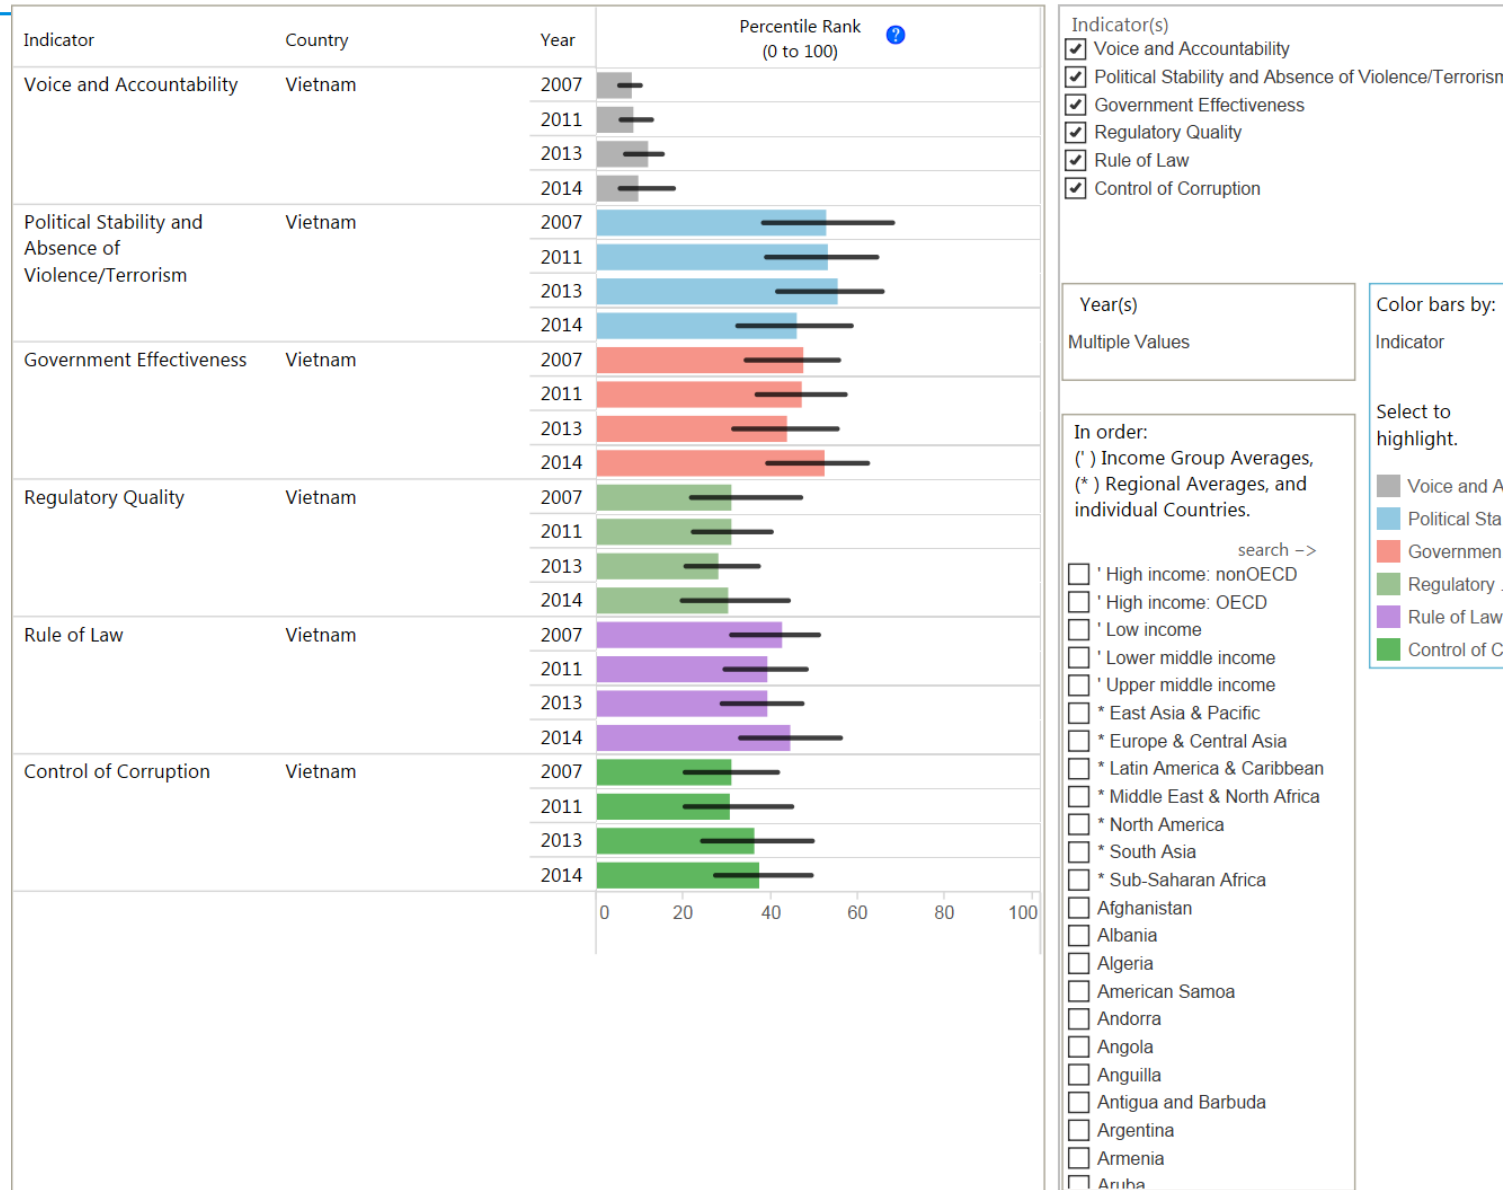 Indicator Country Year Percentile Rank
(0 to 100)
?
Voice and Accountability Vietnam 2007
2011
2013
2014
Political Stability and Vietnam 2007
Absence of
Violence/Terrorism
2011
2013
2014
Government Effectiveness Vietnam 2007
2011
2013
2014
Regulatory Quality Vietnam 2007
2011
2013
2014
Rule of Law Vietnam 2007
2011
2013
2014
Control of Corruption Vietnam 2007
2011
2013
2014
0 20 40 60 80 100
Indicator(s)
Voice and Accountability
Political Stability and Absence of Violence/Terrorism
Government Effectiveness
Regulatory Quality
Rule of Law
Control of Corruption
Year(s)
Multiple Values
Color bars by:
Indicator
Select to
highlight.
Voice and A
Political Sta
Governmen
Regulatory .
Rule of Law
Control of C
In order:
(' ) Income Group Averages,
(* ) Regional Averages, and
individual Countries.
search –>
' High income: nonOECD
' High income: OECD
' Low income
' Lower middle income
' Upper middle income
* East Asia & Pacific
* Europe & Central Asia
* Latin America & Caribbean
* Middle East & North Africa
* North America
* South Asia
* Sub-Saharan Africa
Afghanistan
Albania
Algeria
American Samoa
Andorra
Angola
Anguilla
Antigua and Barbuda
Argentina
Armenia
Aruba